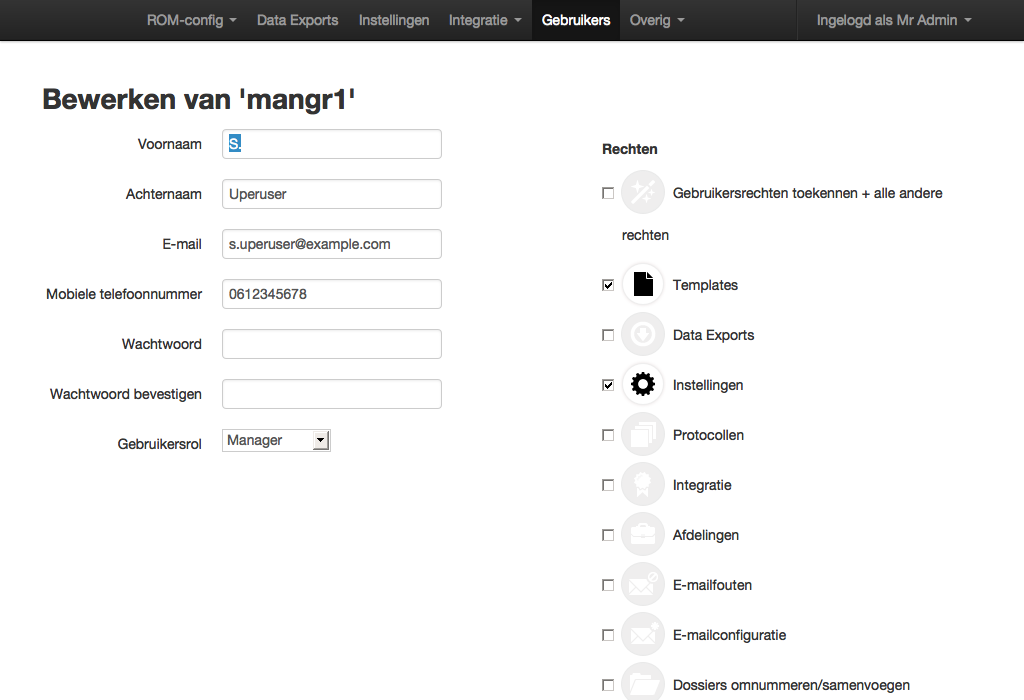 ROM-config Data Exports Instellingen Integratie Gebruikers Overig Ingelogd als Mr Admin
Bewerken van 'mangr1'
Voornaam S.
Achternaam Uperuser
E-mail s.uperuser@example.com
Mobiele telefoonnummer 0612345678
Wachtwoord
Wachtwoord bevestigen
Gebruikersrol Manager
Rechten
Gebruikersrechten toekennen + alle andere
rechten
Templates
Data Exports
Instellingen
Protocollen
Integratie
Afdelingen
E-mailfouten
E-mailconfiguratie
Dossiers omnummeren/samenvoegen